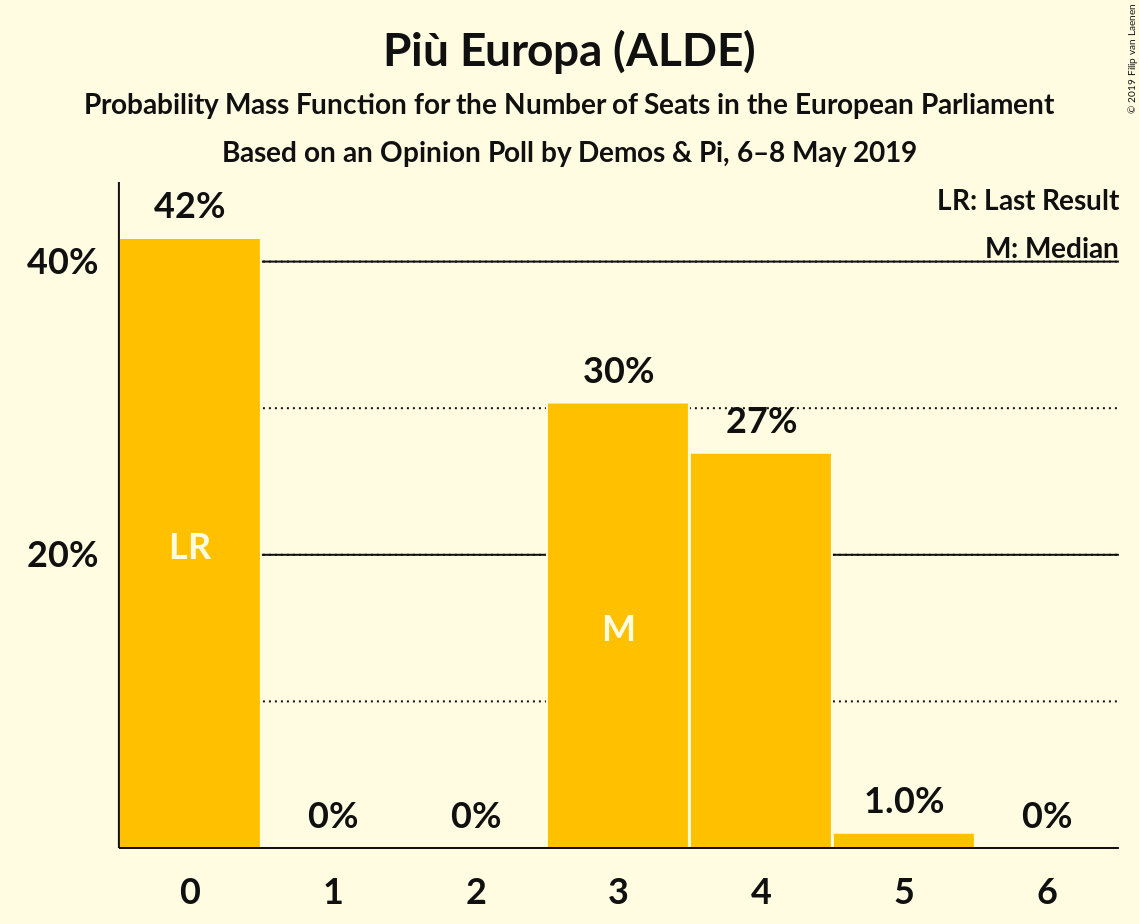 Più Europa (ALDE)
Probability Mass Function for the Number of Seats in the European Parliament
Based on an Opinion Poll by Demos & Pi, 6–8 May 2019
© 2019 Filip van Laenen
LR: Last Result
M: Median
42%
40%
30%
27%
LR
20%
M
1.0%
0%
0%
0%
0 1 2 3 4 5 6